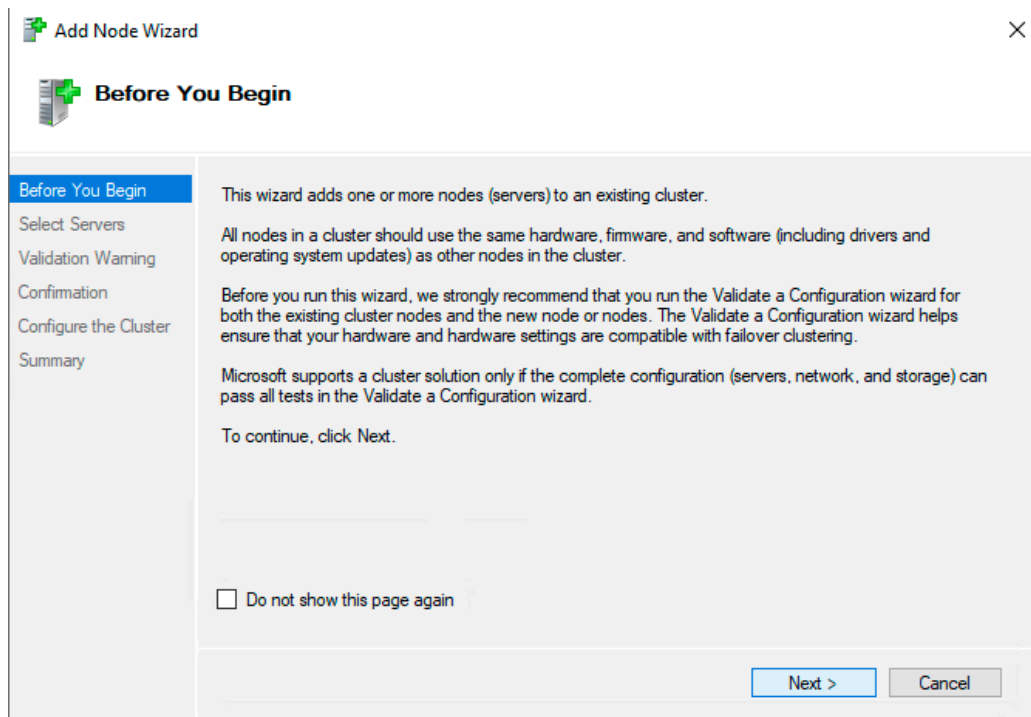 Add Node Wizard
Before You Begin
Before You Begin
Select Servers
Validation Warning
Confirmation
Configure the Cluster
Summary
This wizard adds one or more nodes (servers) to an existing cluster.
All nodes in a cluster should use the same hardware, firmware, and software (including drivers and
operating system updates) as other nodes in the cluster.
Before you run this wizard, we strongly recommend that you run the Validate a Configuration wizard for
both the existing cluster nodes and the new node or nodes. The Validate a Configuration wizard helps
ensure that your hardware and hardware settings are compatible with failover clustering.
Microsoft supports a cluster solution only if the complete configuration (servers, network, and storage) can
pass all tests in the Validate a Configuration wizard.
To continue, click Next.
Do not show this page again
Next >
Cancel